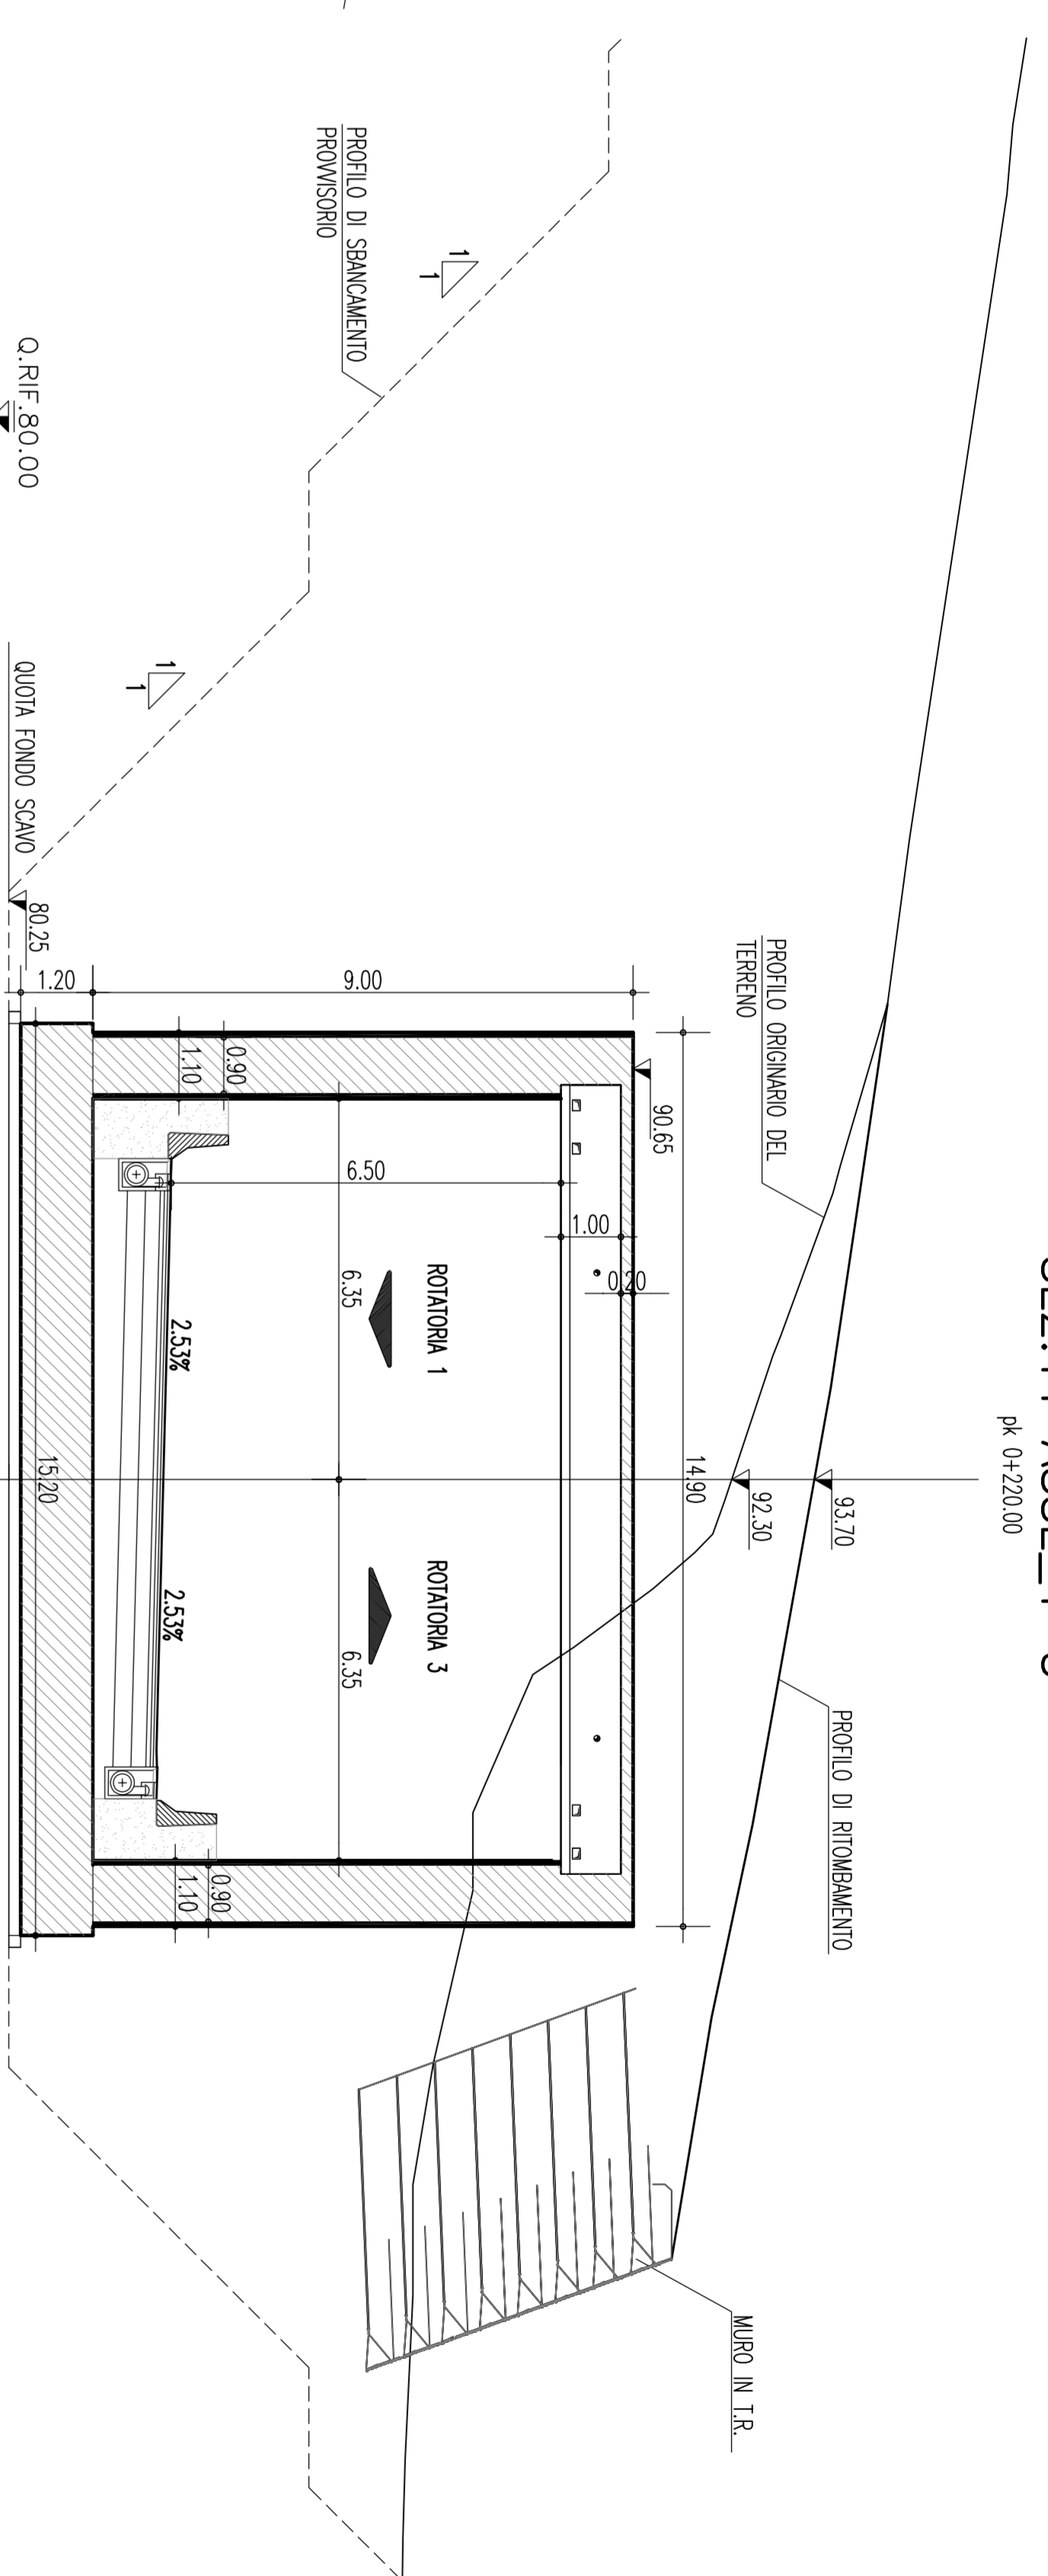 pk 0+220.00
93.70
92.30
PROFILO ORIGINARIO DEL
TERRENO
PROFILO DI RITOMBAMENTO
MURO IN T.R.
14.90
90.65
0.20
1.00
PROFILO DI SBANCAMENTO
PROVVISORIO
1
1
9.00
6.50
ROTATORIA 1
ROTATORIA 3
6.35
6.35
0.90
1.10
0.90
1.10
2.53%
2.53%
1
1
1.20
15.20
80.25
QUOTA FONDO SCAVO
Q.RIF.80.00